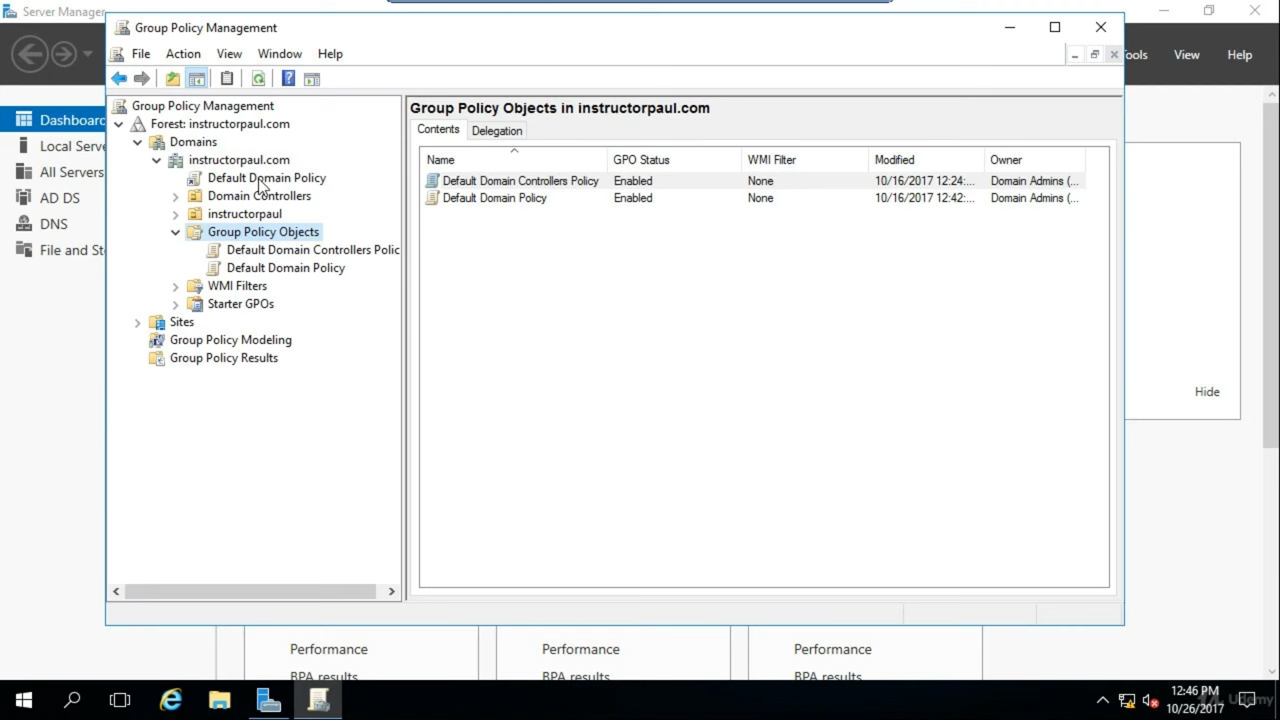 Server Manager
Group Policy Management
File Action View Window Help
Tools View Help
Group Policy Management
Forest: instructorpaul.com
Domains
instructorpaul.com
Default Domain Policy
Domain Controllers
instructorpaul
Group Policy Objects
Default Domain Controllers Polic
Default Domain Policy
WMI Filters
Starter GPOs
Sites
Group Policy Modeling
Group Policy Results
Dashboard
Local Serve
All Servers
AD DS
DNS
File and Sto
Group Policy Objects in instructorpaul.com
Contents Delegation
Name GPO Status WMI Filter Modified Owner
Default Domain Controllers Policy Enabled None 10/16/2017 12:24:... Domain Admins (...
Default Domain Policy Enabled None 10/16/2017 12:42:... Domain Admins (...
Hide
Performance Performance Performance
BPA results BPA results BPA results
12:46 PM
10/26/2017
Udemy